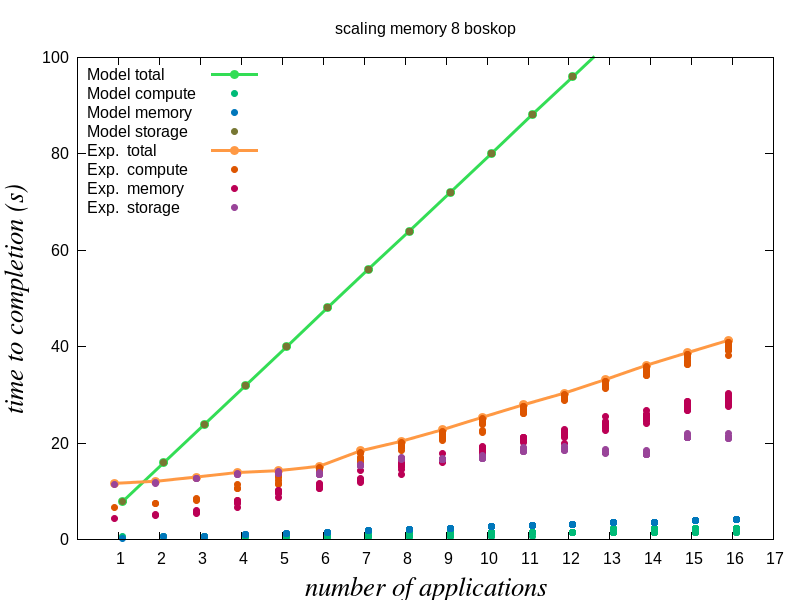 scaling memory 8 boskop
100
80
60
40
20
0
time to completion (s)
Model total
Model compute
Model memory
Model storage
Exp. total
Exp. compute
Exp. memory
Exp. storage
1 2 3 4 5 6 7 8 9 10 11 12 13 14 15 16 17
number of applications